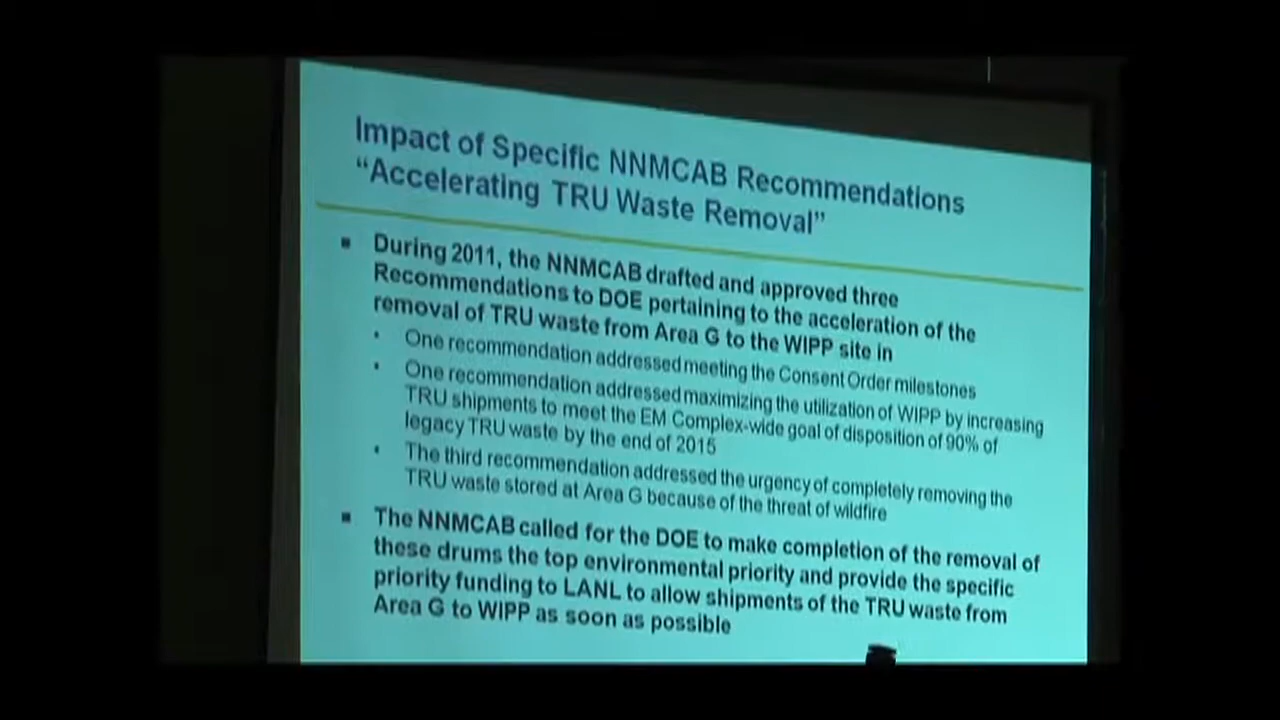 Impact of Specific NNMCAB Recommendations
“Accelerating TRU Waste Removal”
▪ During 2011, the NNMCAB drafted and approved three
Recommendations to DOE pertaining to the acceleration of the
removal of TRU waste from Area G to the WIPP site in
• One recommendation addressed meeting the Consent Order milestones
• One recommendation addressed maximizing the utilization of WIPP by increasing
TRU shipments to meet the EM Complex-wide goal of disposition of 90% of
legacy TRU waste by the end of 2015
• The third recommendation addressed the urgency of completely removing the
TRU waste stored at Area G because of the threat of wildfire
▪ The NNMCAB called for the DOE to make completion of the removal of
these drums the top environmental priority and provide the specific
priority funding to LANL to allow shipments of the TRU waste from
Area G to WIPP as soon as possible